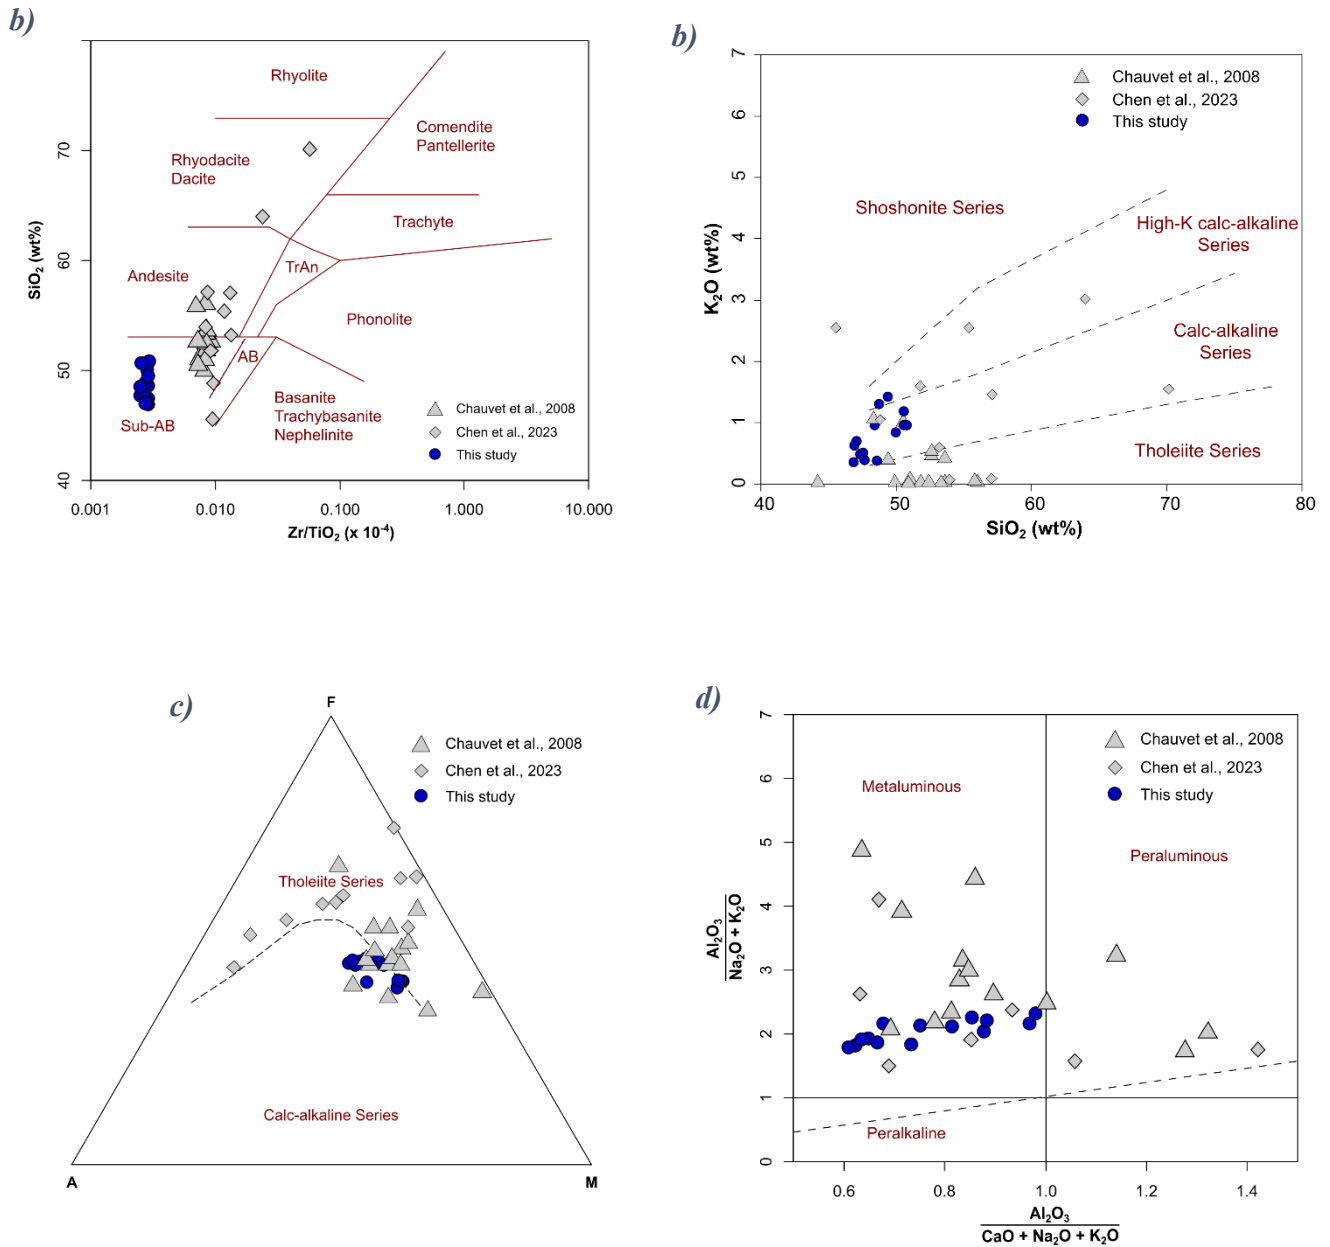 b)
SiO2 (wt%)
40
50
60
70
Rhyolite
Comendite
Pantellerite
Rhyodacite
Dacite
Trachyte
TrAn
Andesite
Phonolite
AB
Basanite
Trachybasanite
Nephelinite
Sub-AB
Chauvet et al., 2008
Chen et al., 2023
This study
0.001
0.010
0.100
1.000
10.000
Zr/TiO2 (x 10-4)
b)
K2O (wt%)
0
1
2
3
4
5
6
7
Chauvet et al., 2008
Chen et al., 2023
This study
Shoshonite Series
High-K calc-alkaline
Series
Calc-alkaline
Series
Tholeiite Series
40
50
60
70
80
SiO2 (wt%)
c)
F
Chauvet et al., 2008
Chen et al., 2023
This study
Tholeiite Series
Calc-alkaline Series
A
M
d)
Al2O3
Na2O + K2O
0
1
2
3
4
5
6
7
Chauvet et al., 2008
Chen et al., 2023
This study
Metaluminous
Peraluminous
Peralkaline
0.6
0.8
1.0
1.2
1.4
Al2O3
CaO + Na2O + K2O